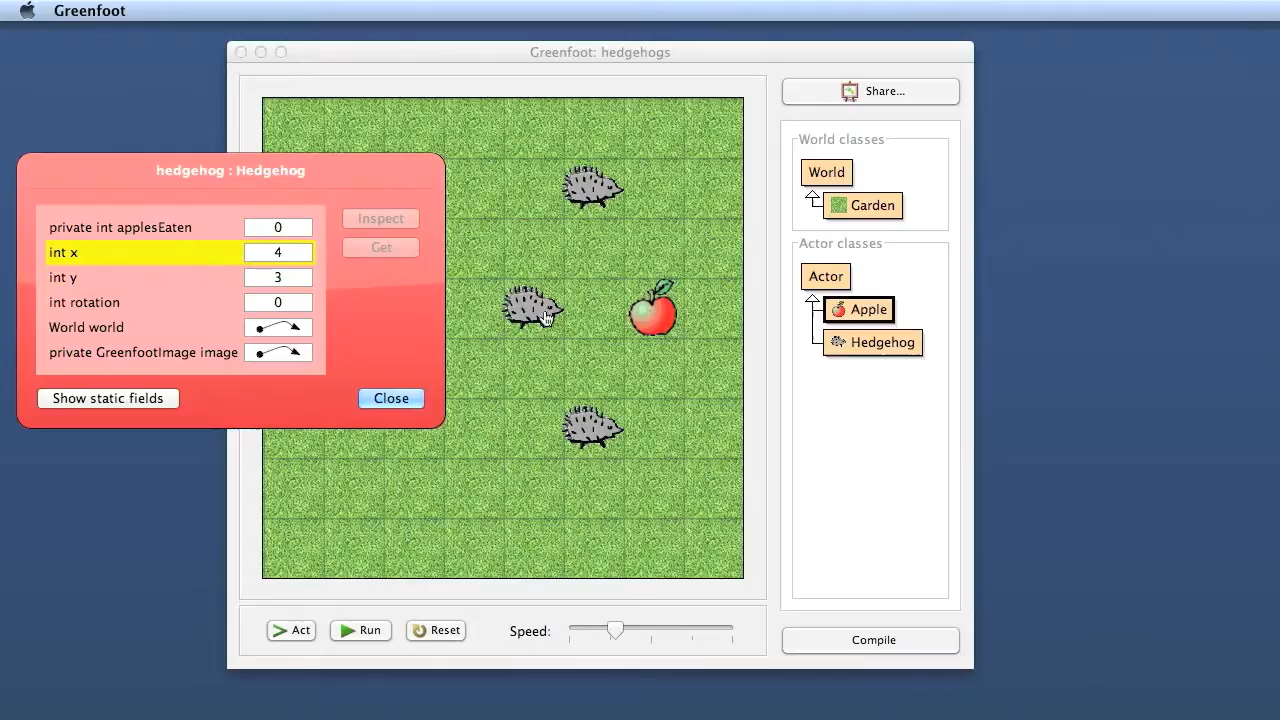 Greenfoot
Greenfoot: hedgehogs
Share...
World classes
World
Garden
Actor classes
Actor
Apple
Hedgehog
hedgehog : Hedgehog
private int applesEaten 0
int x 4
int y 3
int rotation 0
World world
private GreenfootImage image
Inspect
Get
Show static fields
Close
Act
Run
Reset
Speed:
Compile